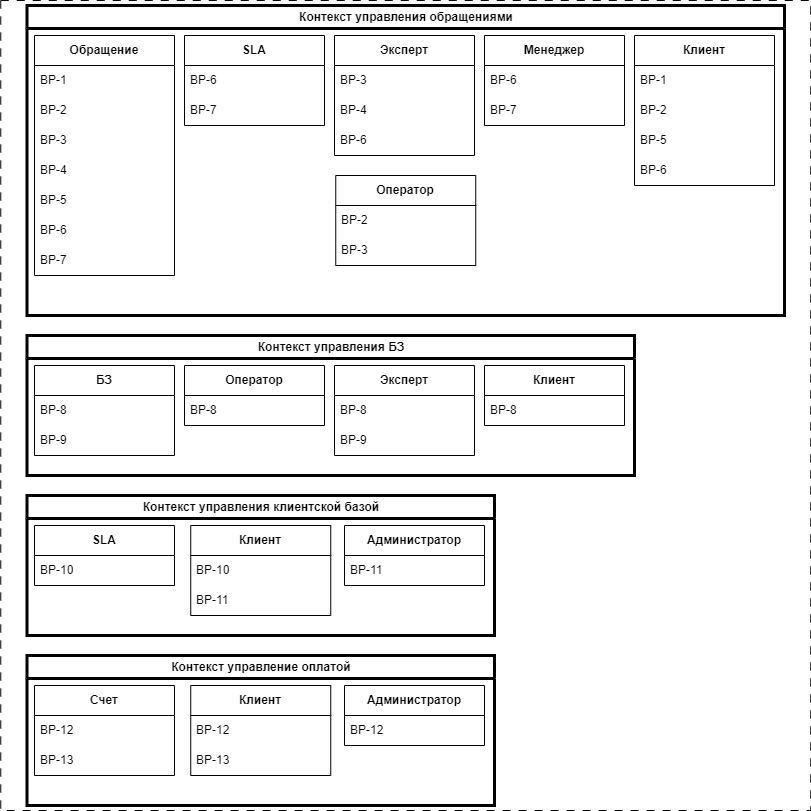 Контекст управления обращениями
Обращение
BP-1
BP-2
BP-3
BP-4
BP-5
BP-6
BP-7
SLA
BP-6
BP-7
Эксперт
BP-3
BP-4
BP-6
Менеджер
BP-6
BP-7
Клиент
BP-1
BP-2
BP-5
BP-6
Оператор
BP-2
BP-3
Контекст управления БЗ
БЗ
BP-8
BP-9
Оператор
BP-8
Эксперт
BP-8
BP-9
Клиент
BP-8
Контекст управления клиентской базой
SLA
BP-10
Клиент
BP-10
BP-11
Администратор
BP-11
Контекст управление оплатой
Счет
BP-12
BP-13
Клиент
BP-12
BP-13
Администратор
BP-12